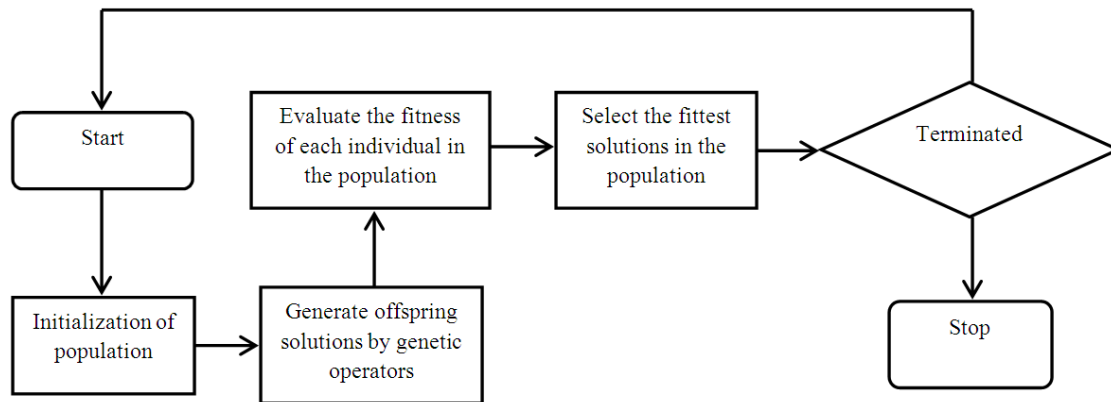 Start
Initialization of
population
Generate offspring
solutions by genetic
operators
Evaluate the fitness
of each individual in
the population
Select the fittest
solutions in the
population
Terminated
Stop